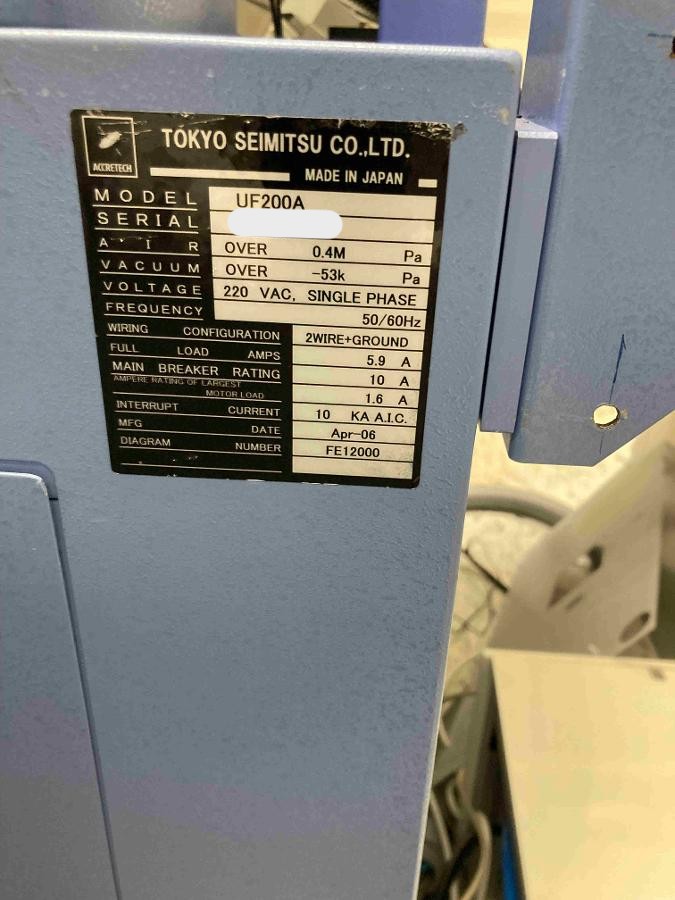 ACCRETECH
TOKYO SEIMITSU CO.,LTD.
MADE IN JAPAN
MODEL UF200A
SERIAL
AIR OVER 0.4M Pa
VACUUM OVER -53k Pa
VOLTAGE 220 VAC, SINGLE PHASE
FREQUENCY 50/60Hz
WIRING CONFIGURATION 2WIRE+GROUND
FULL LOAD AMPS 5.9 A
MAIN BREAKER RATING 10 A
AMPERE RATING OF LARGEST
MOTOR LOAD 1.6 A
INTERRUPT CURRENT 10 KA A.I.C.
MFG DATE Apr-06
DIAGRAM NUMBER FE12000